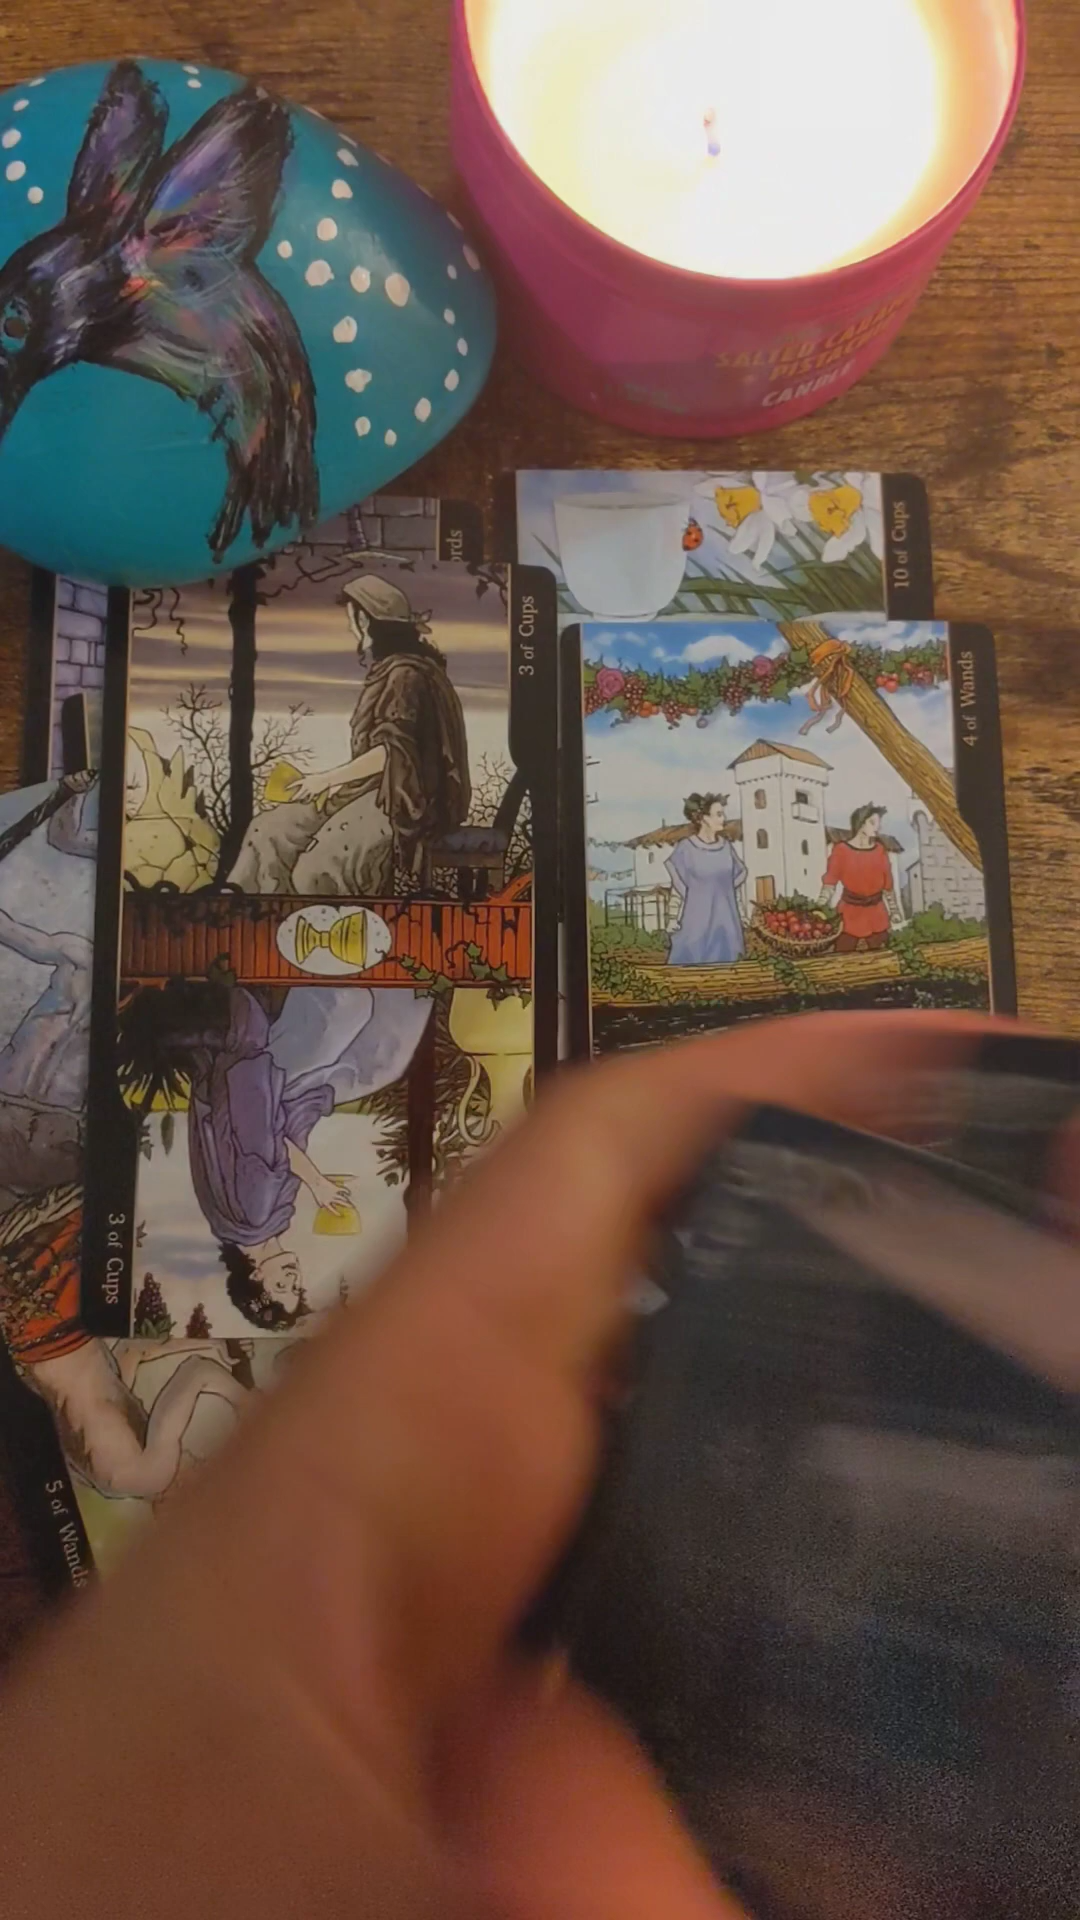 SALTED CARAMEL
PISTACHIO
CANDLE
10 of Cups
ords
3 of Cups
4 of Wands
3 of Cups
5 of Wands